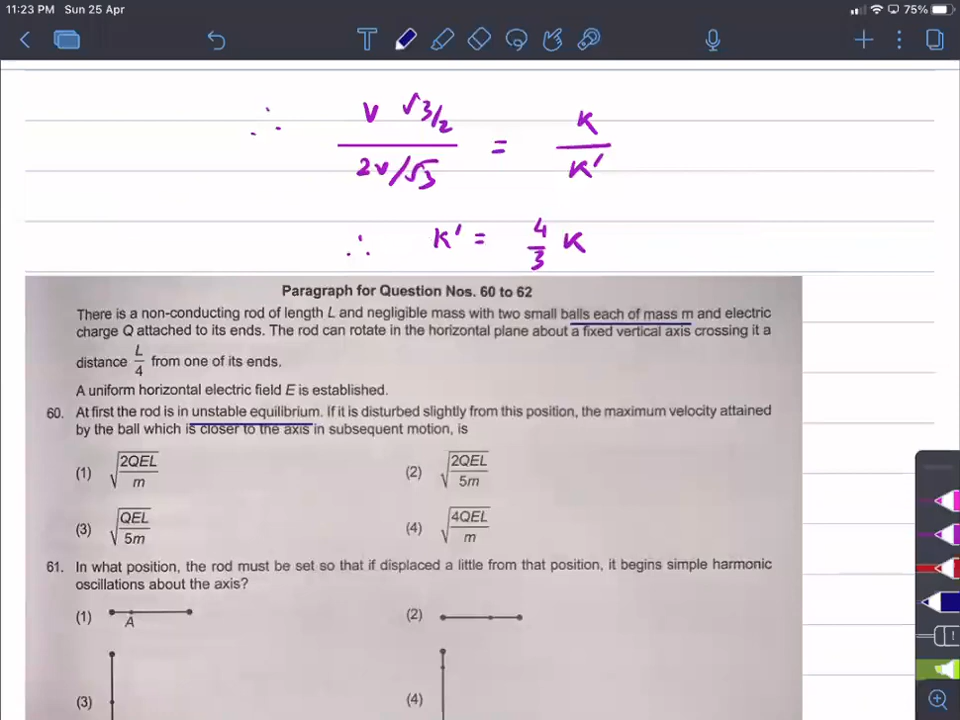 11:23 PM Sun 25 Apr
75%
∴ v √3/2 / 2v/√3 = K / K'
∴ K' = 4/3 K
Paragraph for Question Nos. 60 to 62
There is a non-conducting rod of length L and negligible mass with two small balls each of mass m and electric
charge Q attached to its ends. The rod can rotate in the horizontal plane about a fixed vertical axis crossing it a
distance L/4 from one of its ends.
A uniform horizontal electric field E is established.
60. At first the rod is in unstable equilibrium. If it is disturbed slightly from this position, the maximum velocity attained
by the ball which is closer to the axis in subsequent motion, is
(1) √(2QEL/m) (2) √(2QEL/5m)
(3) √(QEL/5m) (4) √(4QEL/m)
61. In what position, the rod must be set so that if displaced a little from that position, it begins simple harmonic
oscillations about the axis?
(1) A (2)
(3) (4)